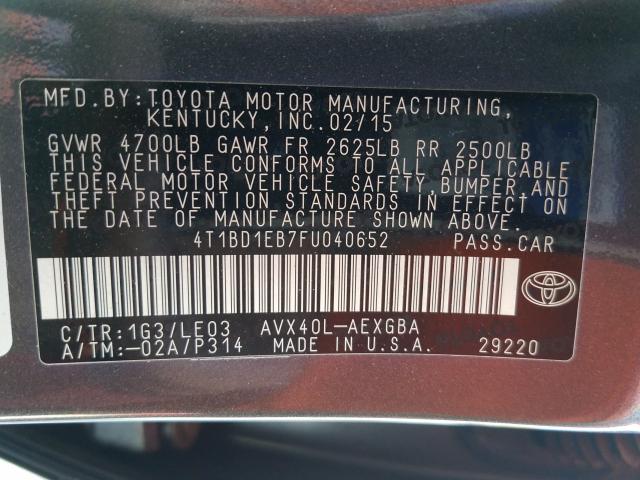 MFD.BY:TOYOTA MOTOR MANUFACTURING,
KENTUCKY,INC.02/15
GVWR 4700LB GAWR FR 2625LB RR 2500LB
THIS VEHICLE CONFORMS TO ALL APPLICABLE
FEDERAL MOTOR VEHICLE SAFETY,BUMPER,AND
THEFT PREVENTION STANDARDS IN EFFECT ON
THE DATE OF MANUFACTURE SHOWN ABOVE.
4T1BD1EB7FU040652 PASS.CAR
C/TR:1G3/LE03 AVX40L-AEXGBA
A/TM:-02A/P314 MADE IN U.S.A. 29220